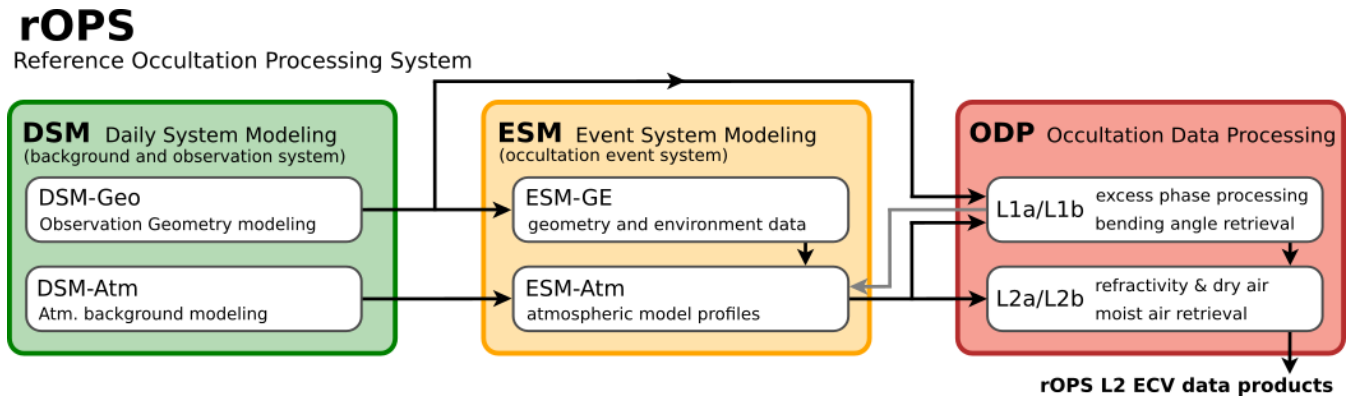 rOPS
Reference Occultation Processing System
DSM Daily System Modeling
(background and observation system)
DSM-Geo
Observation Geometry modeling
DSM-Atm
Atm. background modeling
ESM Event System Modeling
(occultation event system)
ESM-GE
geometry and environment data
ESM-Atm
atmospheric model profiles
ODP Occultation Data Processing
L1a/L1b
excess phase processing
bending angle retrieval
L2a/L2b
refractivity & dry air
moist air retrieval
rOPS L2 ECV data products